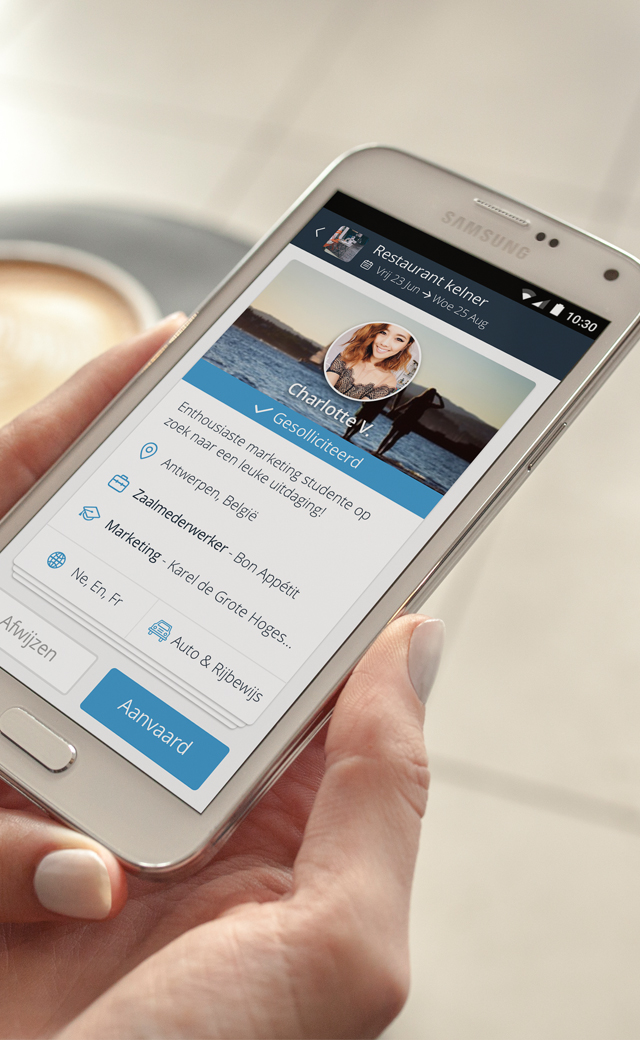 SAMSUNG
10:30
Restaurant kelner
Vrij 23 Jun → Woe 25 Aug
Charlotte V.
Gesolliciteerd
Enthousiaste marketing studente op
zoek naar een leuke uitdaging!
Antwerpen, België
Zaalmederwerker - Bon Appétit
Marketing - Karel de Grote Hoges...
Ne, En, Fr
Auto & Rijbewijs
Afwijzen
Aanvaard